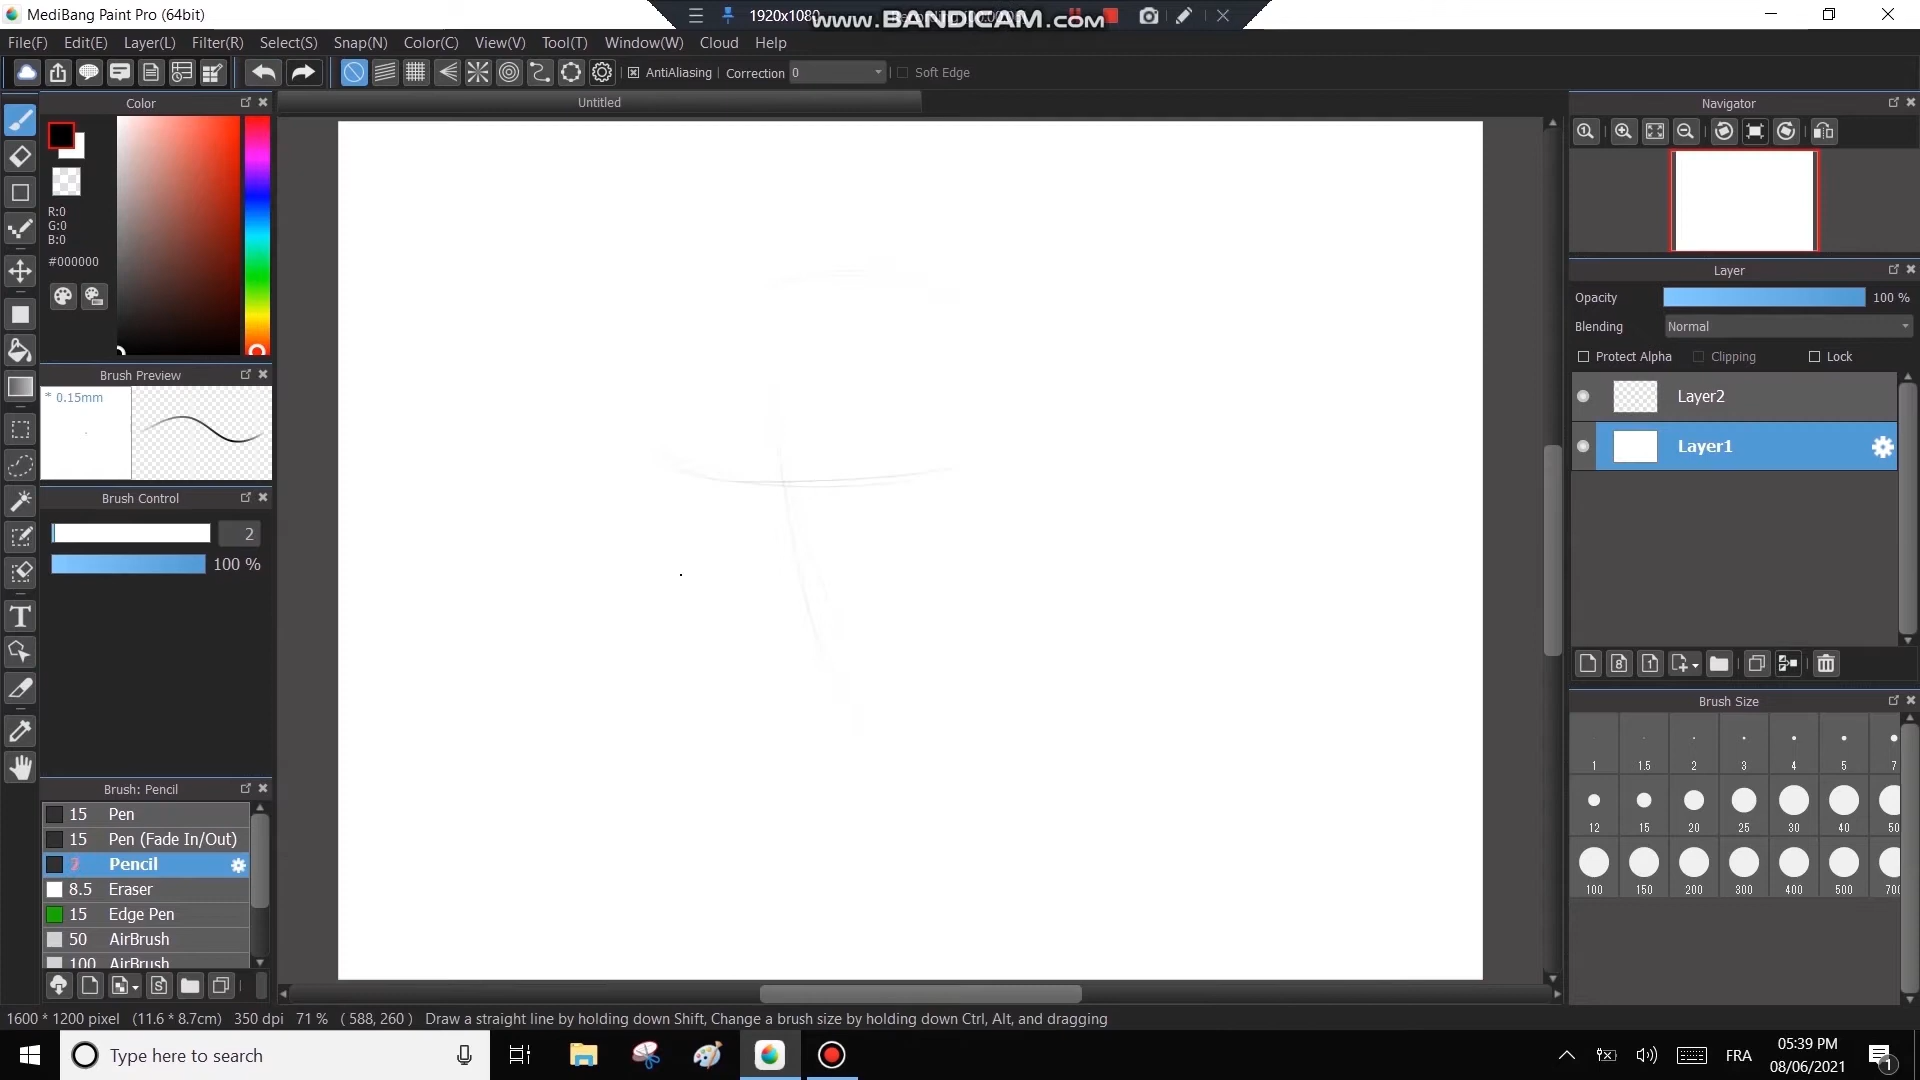 MediBang Paint Pro (64bit)
1920x1080
www.BANDICAM.com
File(F) Edit(E) Layer(L) Filter(R) Select(S) Snap(N) Color(C) View(V) Tool(T) Window(W) Cloud Help
AntiAliasing Correction 0 Soft Edge
Color
Untitled
Navigator
R:0
G:0
B:0
#000000
Layer
Opacity 100 %
Blending Normal
Protect Alpha Clipping Lock
Brush Preview
* 0.15mm
Layer2
Layer1
Brush Control
2
100 %
T
8 1
Brush Size
1 1.5 2 3 4 5 7
12 15 20 25 30 40 50
100 150 200 300 400 500 700
Brush: Pencil
15 Pen
15 Pen (Fade In/Out)
2 Pencil
8.5 Eraser
15 Edge Pen
50 AirBrush
100 AirBrush
1600 * 1200 pixel (11.6 * 8.7cm) 350 dpi 71 % ( 588, 260 ) Draw a straight line by holding down Shift, Change a brush size by holding down Ctrl, Alt, and dragging
Type here to search
FRA
05:39 PM
08/06/2021
1